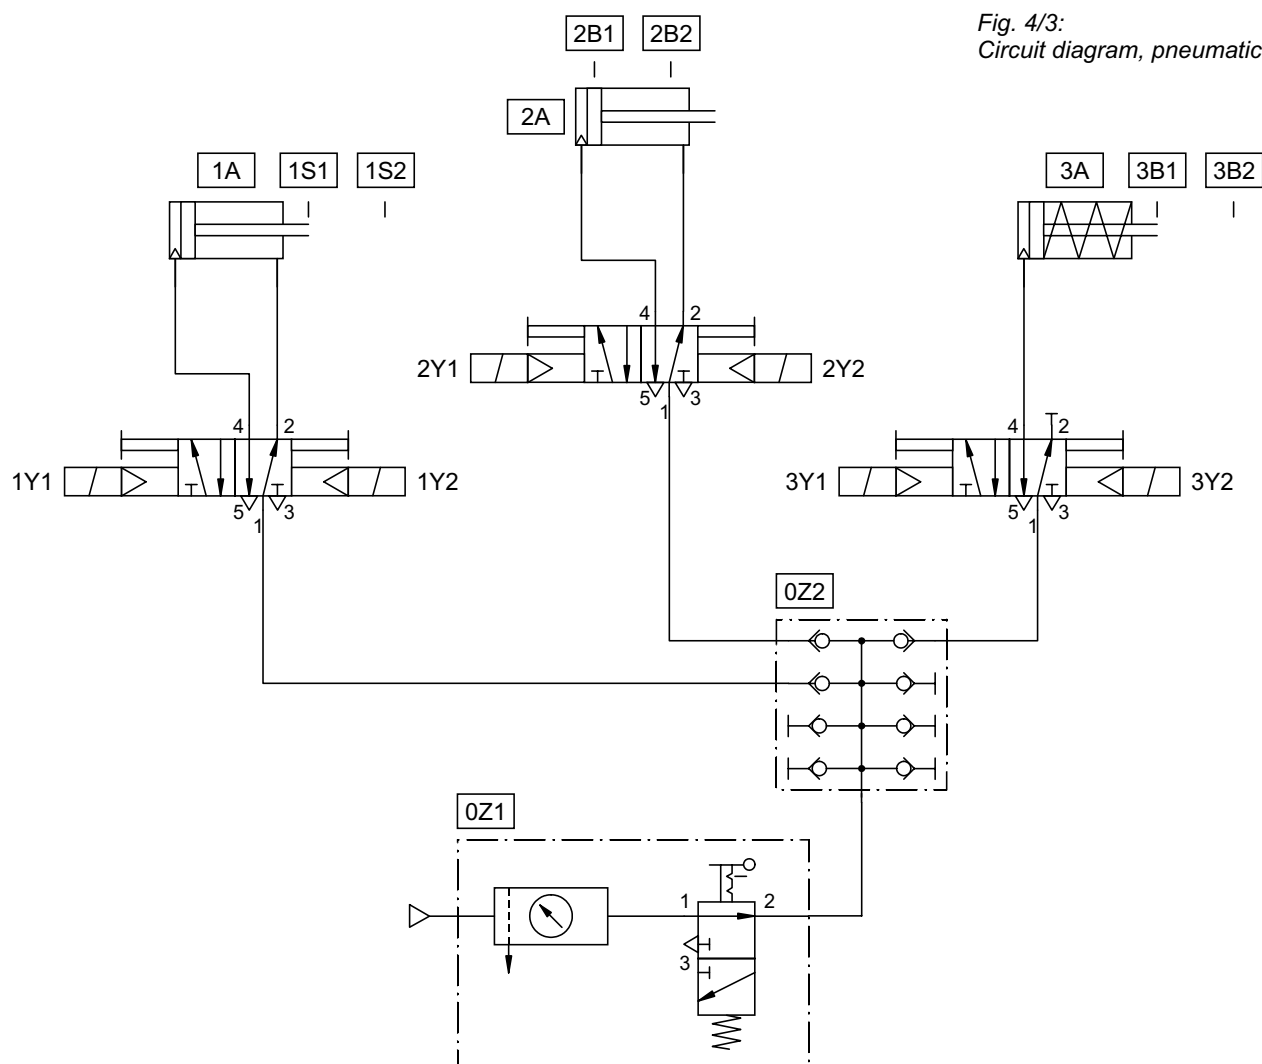 Fig. 4/3:
Circuit diagram, pneumatic
2B1 2B2
2A
1A 1S1 1S2
3A 3B1 3B2
4 2
2Y1 2Y2
5 1 3
4 2
1Y1 1Y2
5 1 3
4 2
3Y1 3Y2
5 1 3
0Z2
0Z1
1 2
3